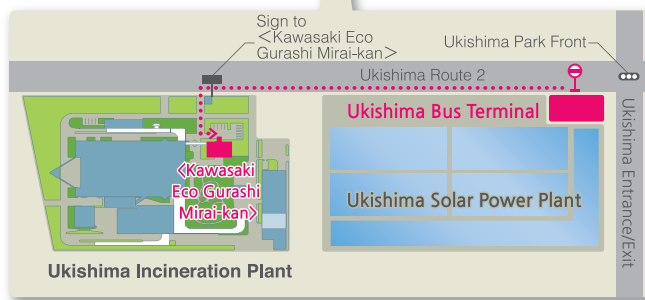 Sign to
<Kawasaki Eco
Gurashi Mirai-kan>
Ukishima Park Front
Ukishima Route 2
Ukishima Bus Terminal
Ukishima Entrance/Exit
<Kawasaki
Eco Gurashi
Mirai-kan>
Ukishima Solar Power Plant
Ukishima Incineration Plant